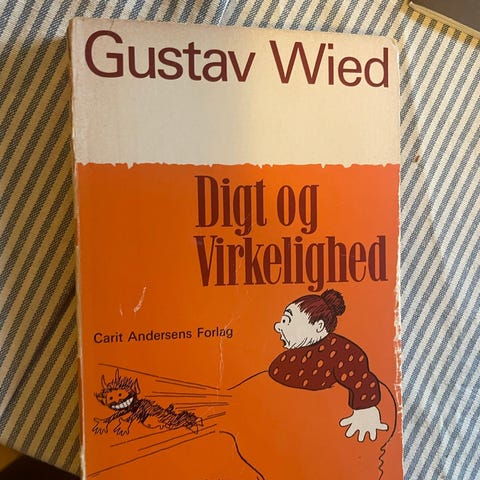 Gustav Wied
Digt og
Virkelighed
Carit Andersens Forlag